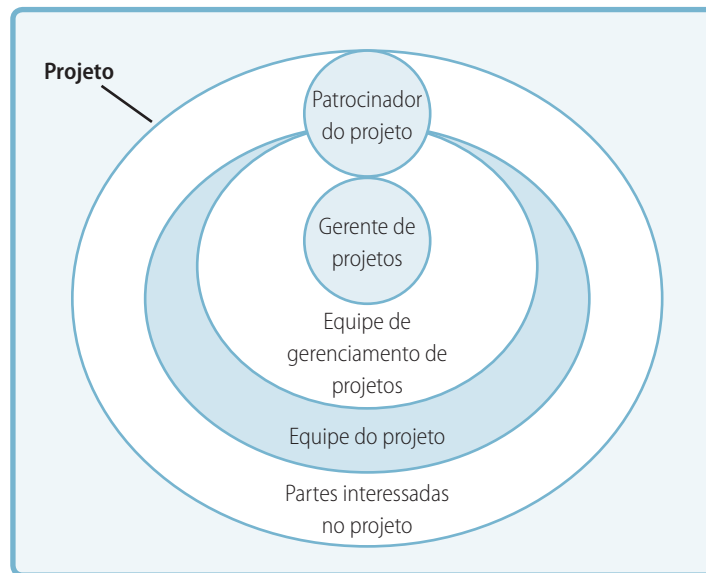 Projeto
Patrocinador
do projeto
Gerente de
projetos
Equipe de
gerenciamento de
projetos
Equipe do projeto
Partes interessadas
no projeto